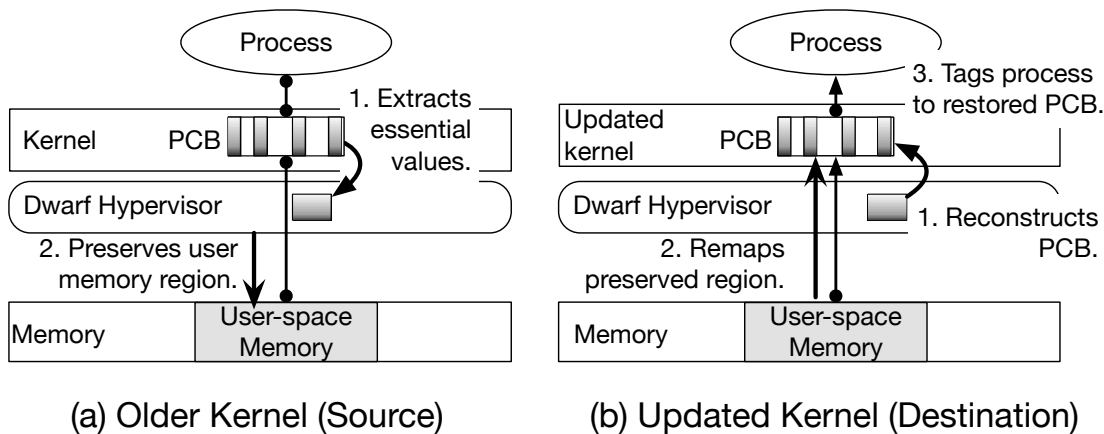 Process
1. Extracts
essential
values.
Kernel
PCB
Dwarf Hypervisor
2. Preserves user
memory region.
Memory
User-space
Memory
(a) Older Kernel (Source)
Process
3. Tags process
to restored PCB.
Updated
kernel
PCB
Dwarf Hypervisor
1. Reconstructs
PCB.
2. Remaps
preserved region.
Memory
User-space
Memory
(b) Updated Kernel (Destination)